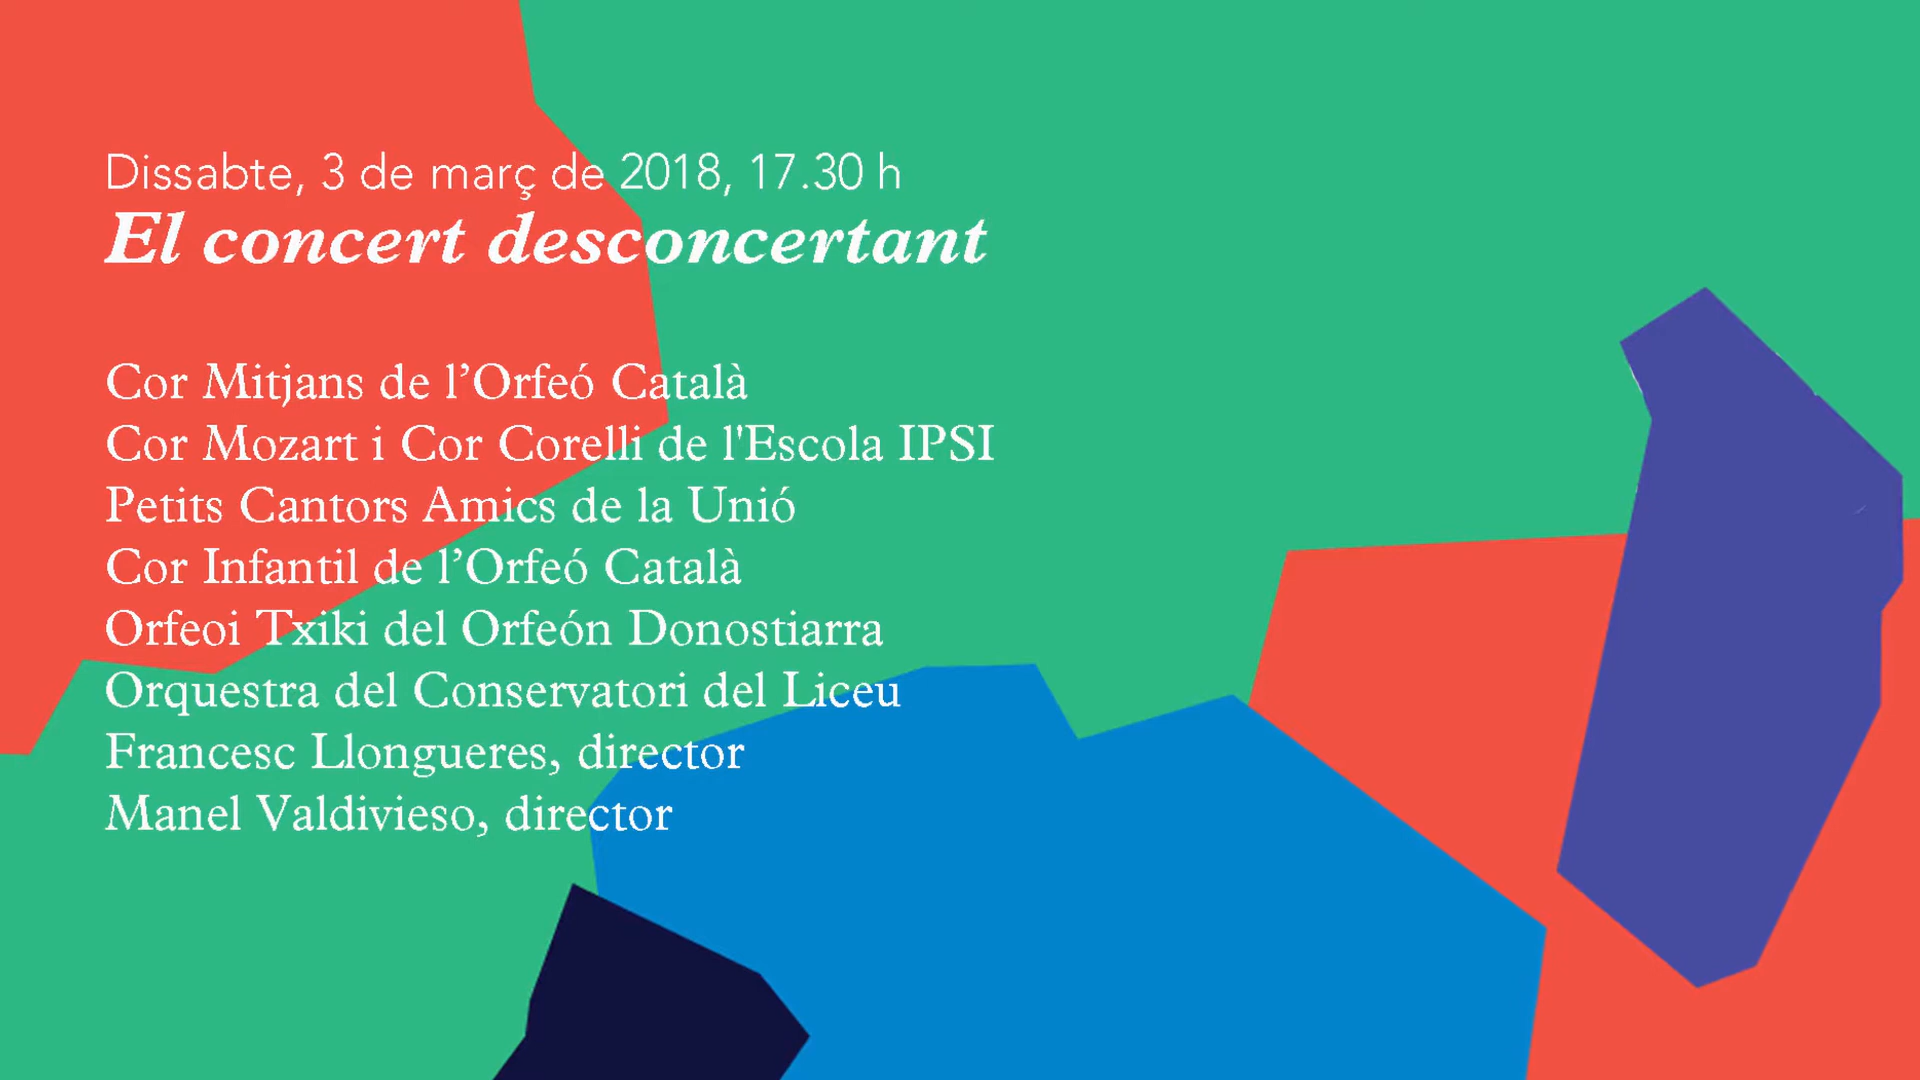 Dissabte, 3 de març de 2018, 17.30 h
El concert desconcertant
Cor Mitjans de l’Orfeó Català
Cor Mozart i Cor Corelli de l'Escola IPSI
Petits Cantors Amics de la Unió
Cor Infantil de l’Orfeó Català
Orfeoi Txiki del Orfeón Donostiarra
Orquestra del Conservatori del Liceu
Francesc Llongueres, director
Manel Valdivieso, director